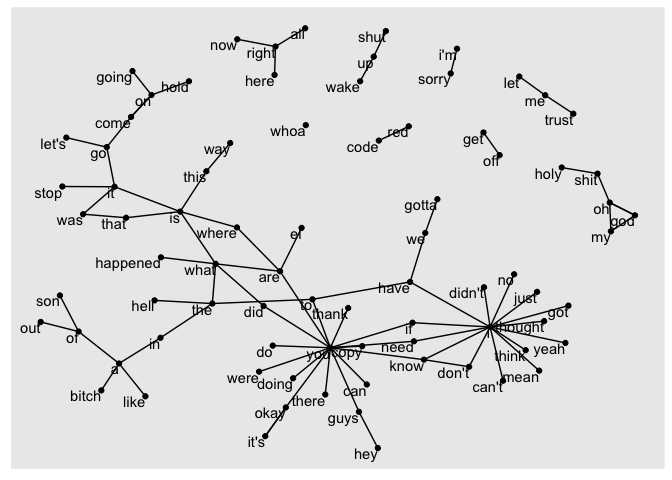 all
now
right
here
shut
up
wake
i'm
sorry
going
hold
on
come
let
me
trust
let's
go
whoa
red
code
get
off
way
this
stop
it
was
that
is
holy
shit
oh
god
my
where
ei
gotta
we
happened
what
are
have
son
hell
the
did
to
thank
didn't
no
just
got
out
of
in
if
i
thought
do
you
copy
need
yeah
a
were
doing
know
don't
think
can't
mean
bitch
like
there
can
okay
guys
it's
hey